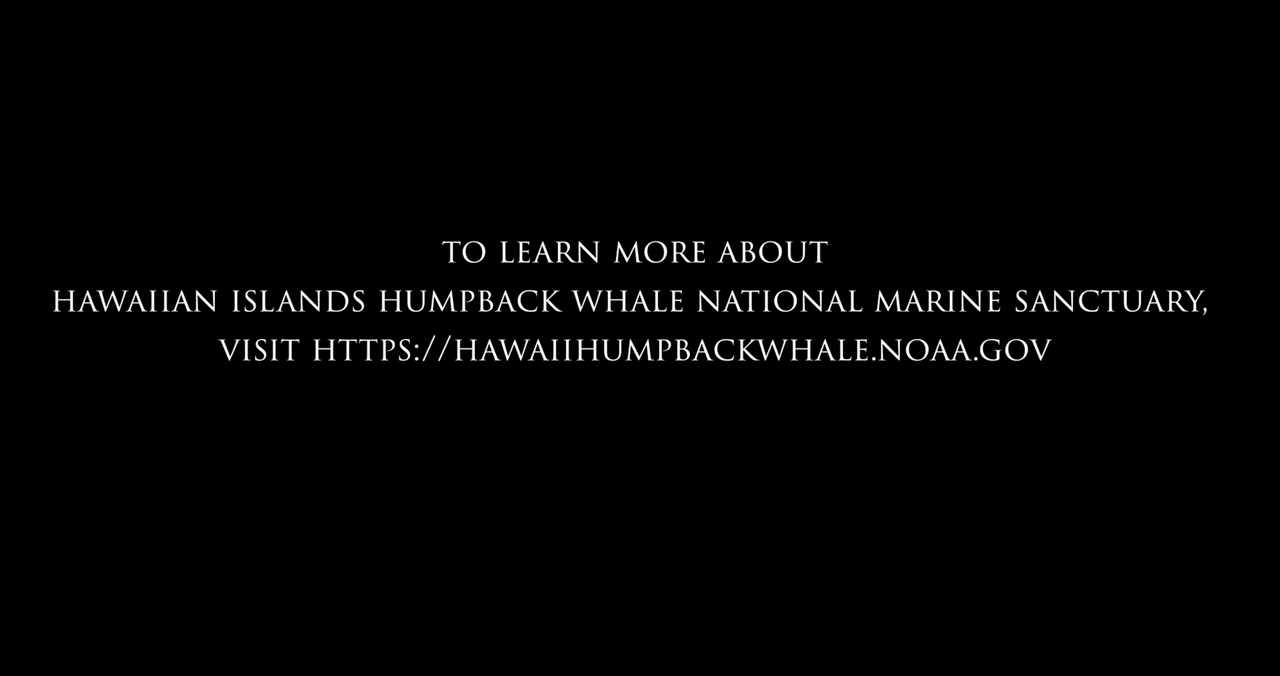 TO LEARN MORE ABOUT
HAWAIIAN ISLANDS HUMPBACK WHALE NATIONAL MARINE SANCTUARY,
VISIT HTTPS://HAWAIIHUMPBACKWHALE.NOAA.GOV